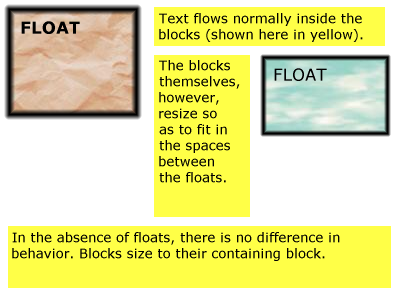 FLOAT
Text flows normally inside the
blocks (shown here in yellow).
The blocks
themselves,
however,
resize so
as to fit in
the spaces
between
the floats.
FLOAT
In the absence of floats, there is no difference in
behavior. Blocks size to their containing block.